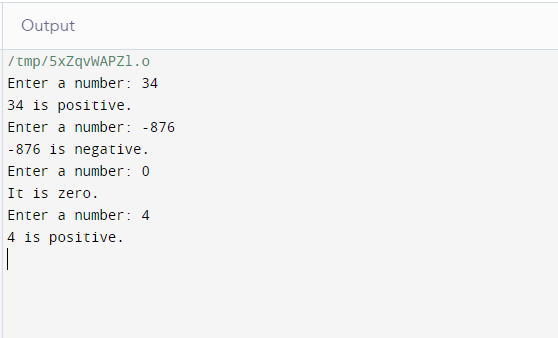 Output
/tmp/5xZqvWAPZl.o
Enter a number: 34
34 is positive.
Enter a number: -876
-876 is negative.
Enter a number: 0
It is zero.
Enter a number: 4
4 is positive.